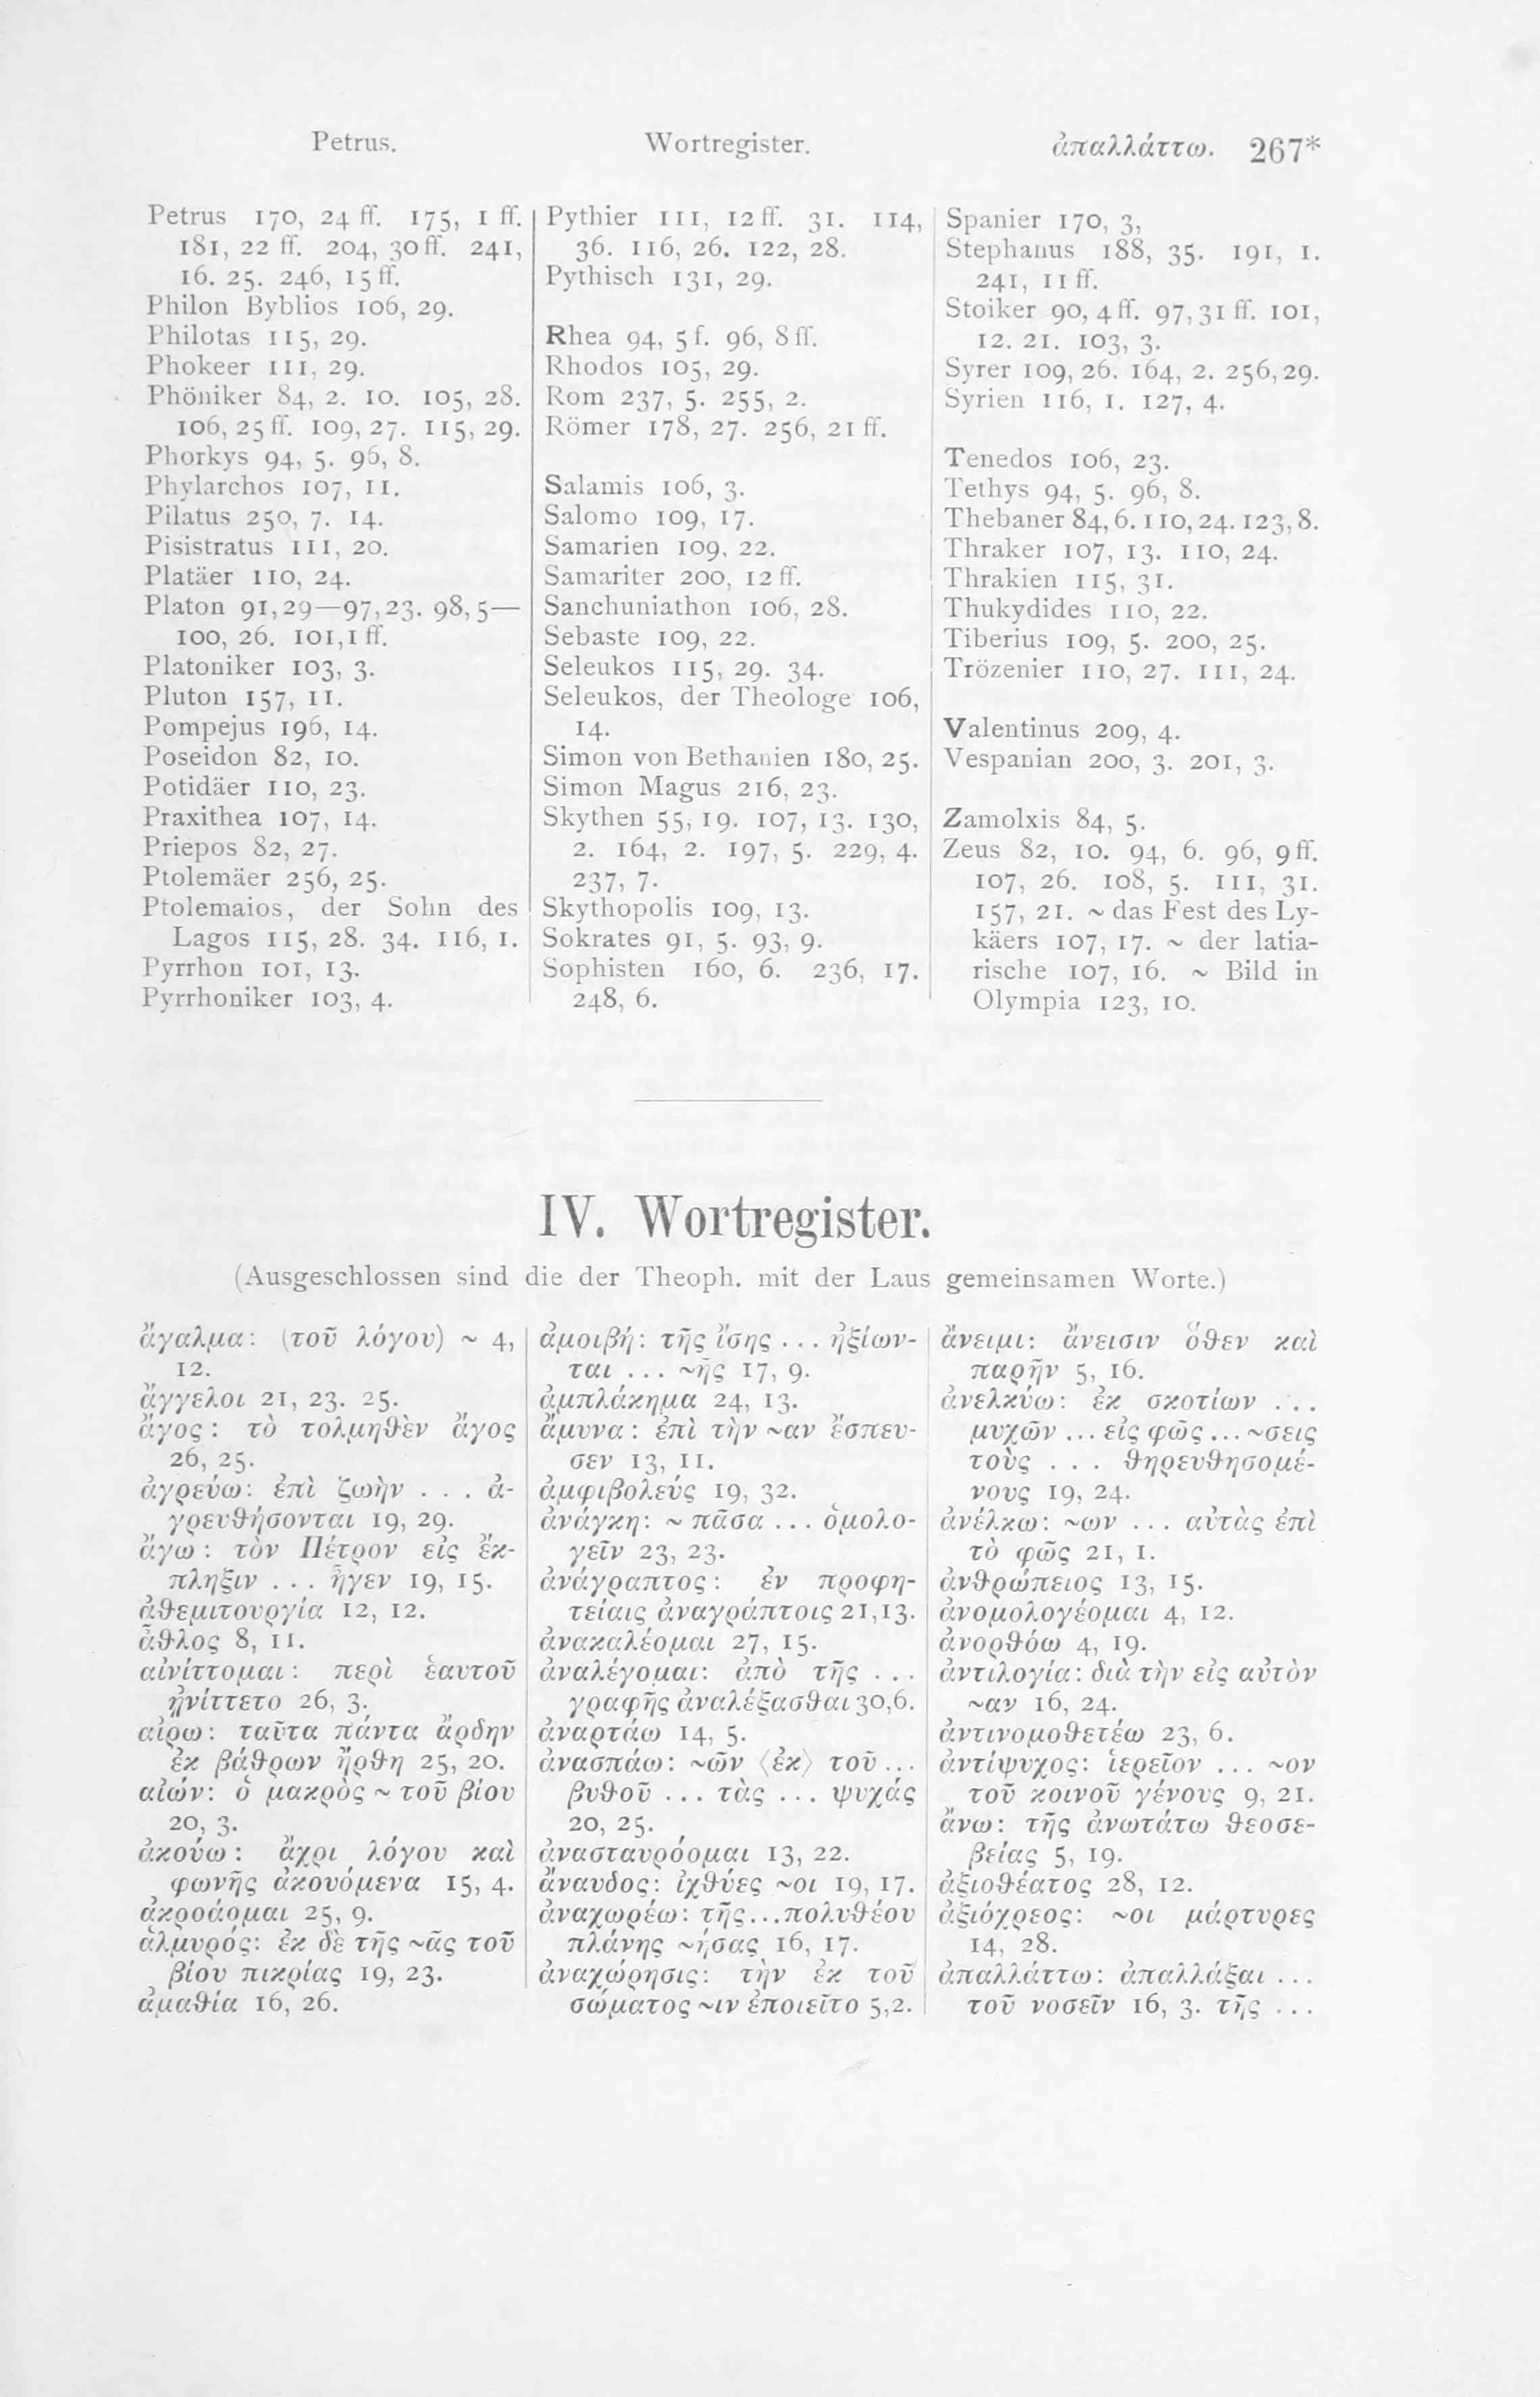 Petrus. Wortregister. ἀπαλλάττω. 267*
Petrus 170, 24 ff. 175, 1 ff.
181, 22 ff. 204, 30 ff. 241,
16. 25. 246, 15 ff.
Philon Byblios 106, 29.
Philotas 115, 29.
Phokeer 111, 29.
Phöniker 84, 2. 10. 105, 28.
106, 25 ff. 109, 27. 115, 29.
Phorkys 94, 5. 96, 8.
Phylarchos 107, 11.
Pilatus 250, 7. 14.
Pisistratus 111, 20.
Platäer 110, 24.
Platon 91, 29—97, 23. 98, 5—
100, 26. 101, 1 ff.
Platoniker 103, 3.
Pluton 157, 11.
Pompejus 196, 14.
Poseidon 82, 10.
Potidäer 110, 23.
Praxithea 107, 14.
Priepos 82, 27.
Ptolemäer 256, 25.
Ptolemaios, der Sohn des
Lagos 115, 28. 34. 116, 1.
Pyrrhon 101, 13.
Pyrrhoniker 103, 4.
Pythier 111, 12 ff. 31. 114,
36. 116, 26. 122, 28.
Pythisch 131, 29.
Rhea 94, 5 f. 96, 8 ff.
Rhodos 105, 29.
Rom 237, 5. 255, 2.
Römer 178, 27. 256, 21 ff.
Salamis 106, 3.
Salomo 109, 17.
Samarien 109, 22.
Samariter 200, 12 ff.
Sanchuniathon 106, 28.
Sebaste 109, 22.
Seleukos 115, 29. 34.
Seleukos, der Theologe 106,
14.
Simon von Bethanien 180, 25.
Simon Magus 216, 23.
Skythen 55, 19. 107, 13. 130,
2. 164, 2. 197, 5. 229, 4.
237, 7.
Skythopolis 109, 13.
Sokrates 91, 5. 93, 9.
Sophisten 160, 6. 236, 17.
248, 6.
Spanier 170, 3,
Stephanus 188, 35. 191, 1.
241, 11 ff.
Stoiker 90, 4 ff. 97, 31 ff. 101,
12. 21. 103, 3.
Syrer 109, 26. 164, 2. 256, 29.
Syrien 116, 1. 127, 4.
Tenedos 106, 23.
Tethys 94, 5. 96, 8.
Thebaner 84, 6. 110, 24. 123, 8.
Thraker 107, 13. 110, 24.
Thrakien 115, 31.
Thukydides 110, 22.
Tiberius 109, 5. 200, 25.
Trözenier 110, 27. 111, 24.
Valentinus 209, 4.
Vespanian 200, 3. 201, 3.
Zamolxis 84, 5.
Zeus 82, 10. 94, 6. 96, 9 ff.
107, 26. 108, 5. 111, 31.
157, 21. ~ das Fest des Ly-
käers 107, 17. ~ der latia-
rische 107, 16. ~ Bild in
Olympia 123, 10.
IV. Wortregister.
(Ausgeschlossen sind die der Theoph. mit der Laus gemeinsamen Worte.)
ἄγαλμα: (τοῦ λόγου) ~ 4,
12.
ἄγγελοι 21, 23. 25.
ἄγος: τὸ τολμηθὲν ἄγος
26, 25.
ἀγρεύω: ἐπὶ ζωὴν . . . ἀ-
γρευθήσονται 19, 29.
ἄγω: τὸν Πέτρον εἰς ἔκ-
πληξιν . . . ἦγεν 19, 15.
ἀθεμιτουργία 12, 12.
ἆθλος 8, 11.
αἰνίττομαι: περὶ ἑαυτοῦ
ᾐνίττετο 26, 3.
αἴρω: ταῦτα πάντα ἄρδην
ἐκ βάθρων ἤρθη 25, 20.
αἰών: ὁ μακρὸς ~ τοῦ βίου
20, 3.
ἀκούω: ἄχρι λόγου καὶ
φωνῆς ἀκουόμενα 15, 4.
ἀκροάομαι 25, 9.
ἁλμυρός: ἐκ δὲ τῆς ~ᾶς τοῦ
βίου πικρίας 19, 23.
ἀμαθία 16, 26.
ἀμοιβή: τῆς ἴσης . . . ἠξίων-
ται . . . ~ῆς 17, 9.
ἀμπλάκημα 24, 13.
ἄμυνα: ἐπὶ τὴν ~αν ἔσπευ-
σεν 13, 11.
ἀμφιβολεύς 19, 32.
ἀνάγκη: ~ πᾶσα . . . ὁμολο-
γεῖν 23, 23.
ἀνάγραπτος: ἐν προφη-
τείαις ἀναγράπτοις 21, 13.
ἀνακαλέομαι 27, 15.
ἀναλέγομαι: ἀπὸ τῆς . . .
γραφῆς ἀναλέξασθαι 30, 6.
ἀναρτάω 14, 5.
ἀνασπάω: ~ῶν ⟨ἐκ⟩ τοῦ . . .
βυθοῦ . . . τὰς . . . ψυχάς
20, 25.
ἀνασταυρόομαι 13, 22.
ἄναυδος: ἰχθύες ~οι 19, 17.
ἀναχωρέω: τῆς . . . πολυθέου
πλάνης ~ήσας 16, 17.
ἀναχώρησις: τὴν ἐκ τοῦ
σώματος ~ιν ἐποιεῖτο 5, 2.
ἄνειμι: ἄνεισιν ὅθεν καὶ
παρῆν 5, 16.
ἀνελκύω: ἐκ σκοτίων . . .
μυχῶν . . . εἰς φῶς . . . ~σεις
τοὺς . . . θηρευθησομέ-
νους 19, 24.
ἀνέλκω: ~ων . . . αὐτὰς ἐπὶ
τὸ φῶς 21, 1.
ἀνθρώπειος 13, 15.
ἀνομολογέομαι 4, 12.
ἀνορθόω 4, 19.
ἀντιλογία: διὰ τὴν εἰς αὐτὸν
~αν 16, 24.
ἀντινομοθετέω 23, 6.
ἀντίψυχος: ἱερεῖον . . . ~ον
τοῦ κοινοῦ γένους 9, 21.
ἄνω: τῆς ἀνωτάτω θεοσε-
βείας 5, 19.
ἀξιοθέατος 28, 12.
ἀξιόχρεος: ~οι μάρτυρες
14, 28.
ἀπαλλάττω: ἀπαλλάξαι . . .
τοῦ νοσεῖν 16, 3. τῆς . . .